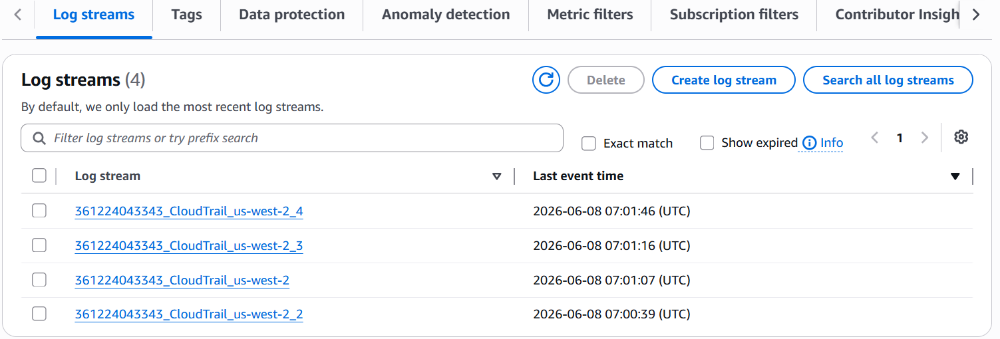 Log streams Tags Data protection Anomaly detection Metric filters Subscription filters Contributor Insigh
Log streams (4)
Delete Create log stream Search all log streams
By default, we only load the most recent log streams.
Filter log streams or try prefix search Exact match Show expired Info 1
Log stream Last event time
361224043343_CloudTrail_us-west-2_4 2026-06-08 07:01:46 (UTC)
361224043343_CloudTrail_us-west-2_3 2026-06-08 07:01:16 (UTC)
361224043343_CloudTrail_us-west-2 2026-06-08 07:01:07 (UTC)
361224043343_CloudTrail_us-west-2_2 2026-06-08 07:00:39 (UTC)